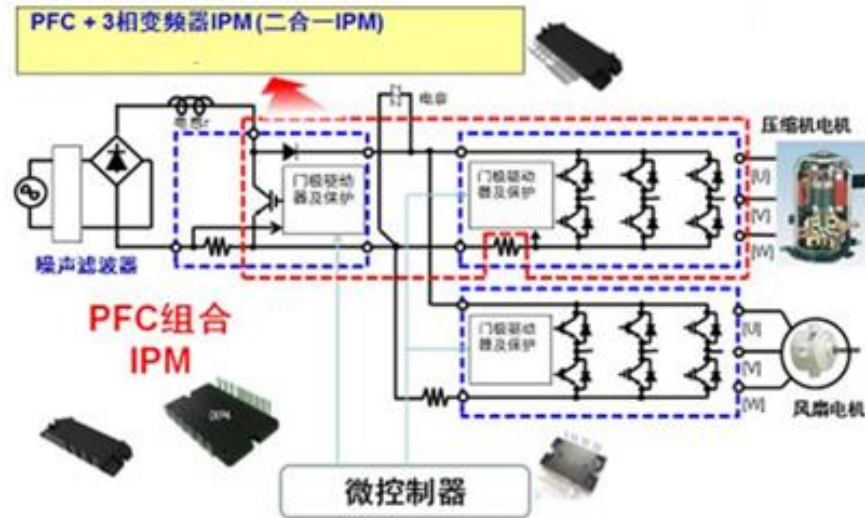 PFC + 3相变频器IPM(二合一IPM)
电容
压缩机电机
门极驱动
器及保护
门极驱动
器及保护
[U]
[V]
[W]
噪声滤波器
PFC组合
IPM
门极驱动
器及保护
[U]
[V]
[W]
风扇电机
微控制器